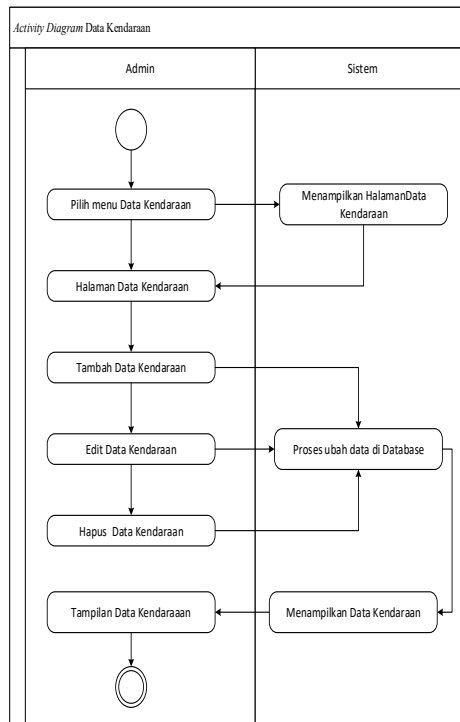 Activity Diagram Data Kendaraan
Admin
Sistem
Pilih menu Data Kendaraan
Menampilkan HalamanData
Kendaraan
Halaman Data Kendaraan
Tambah Data Kendaraan
Edit Data Kendaraan
Proses ubah data di Database
Hapus Data Kendaraan
Tampilan Data Kendaraaan
Menampilkan Data Kendaraan